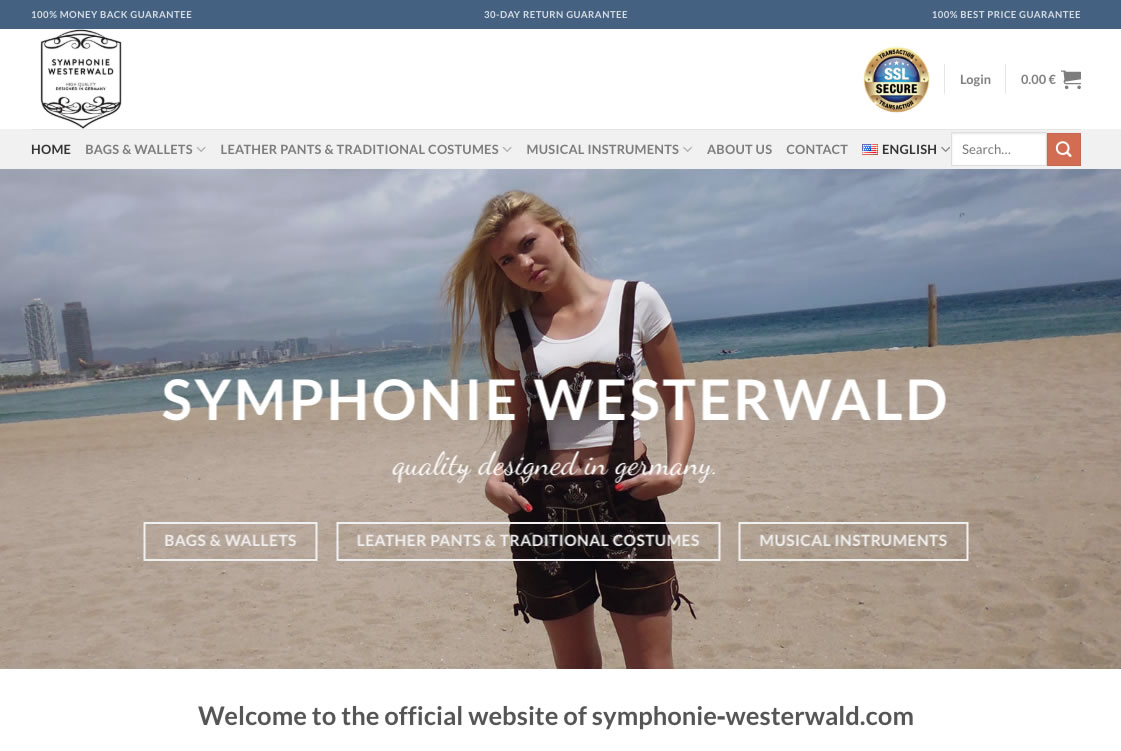 100% MONEY BACK GUARANTEE
30-DAY RETURN GUARANTEE
100% BEST PRICE GUARANTEE
SYMPHONIE
WESTERWALD
HIGH QUALITY
DESIGNED IN GERMANY
TRANSACTION
SSL
SECURE
TRANSACTION
Login
0.00 €
HOME
BAGS & WALLETS
LEATHER PANTS & TRADITIONAL COSTUMES
MUSICAL INSTRUMENTS
ABOUT US
CONTACT
ENGLISH
Search...
SYMPHONIE WESTERWALD
quality designed in germany.
BAGS & WALLETS
LEATHER PANTS & TRADITIONAL COSTUMES
MUSICAL INSTRUMENTS
Welcome to the official website of symphonie-westerwald.com